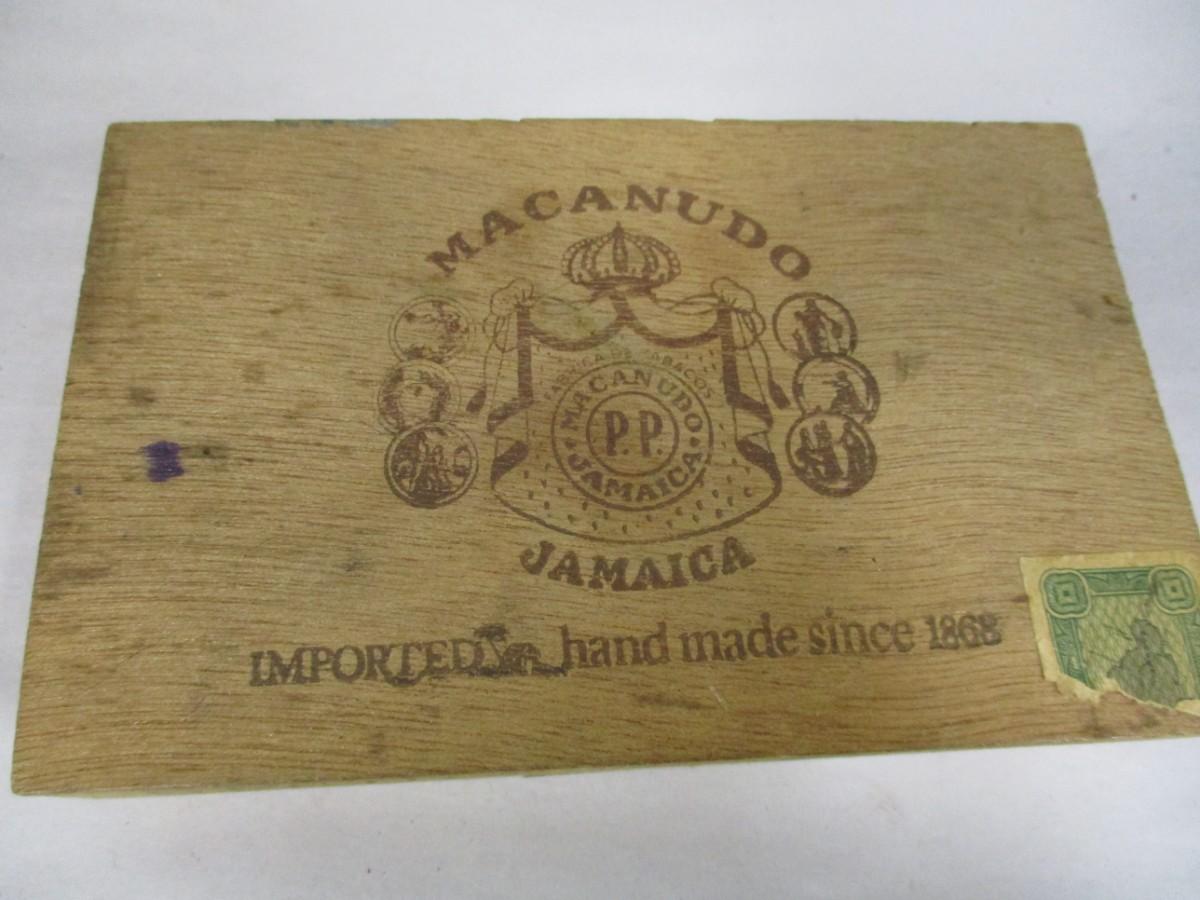 MACANUDO
FABRICA DE TABACOS
MACANUDO
P.P.
JAMAICA
JAMAICA
IMPORTED hand made since 1868